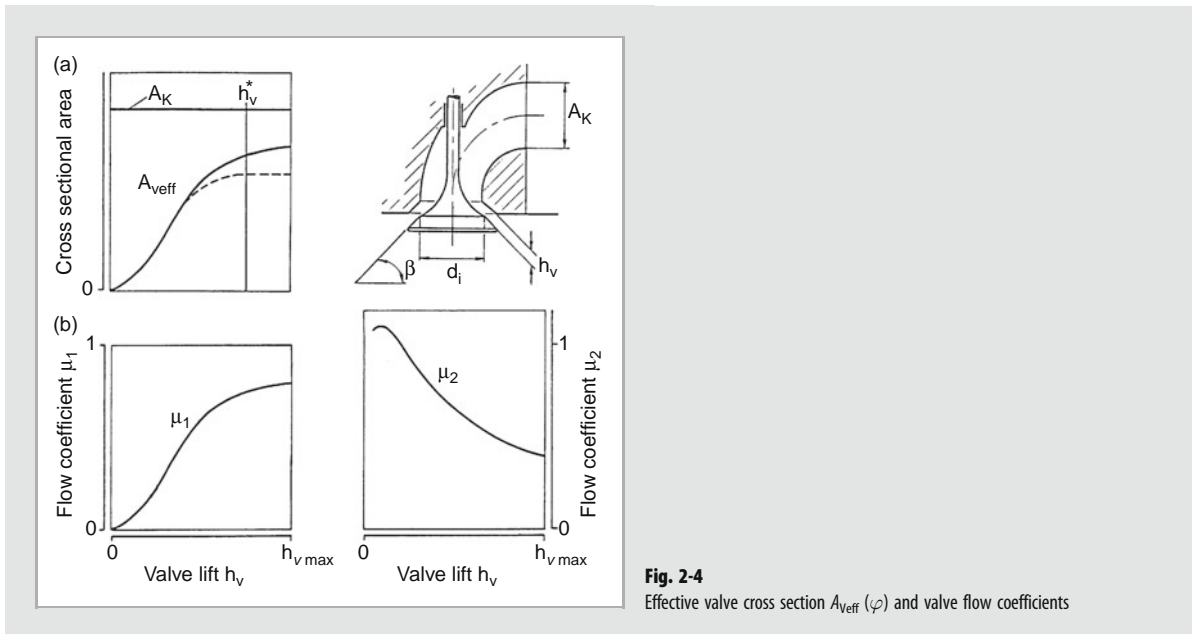 (a)
Cross sectional area
0
A_K
h_v^*
A_veff
A_K
β
d_i
h_v
(b)
Flow coefficient μ_1
1
0
μ_1
0
h_v max
Valve lift h_v
μ_2
1
0
Flow coefficient μ_2
0
h_v max
Valve lift h_v
Fig. 2-4
Effective valve cross section A_Veff (φ) and valve flow coefficients